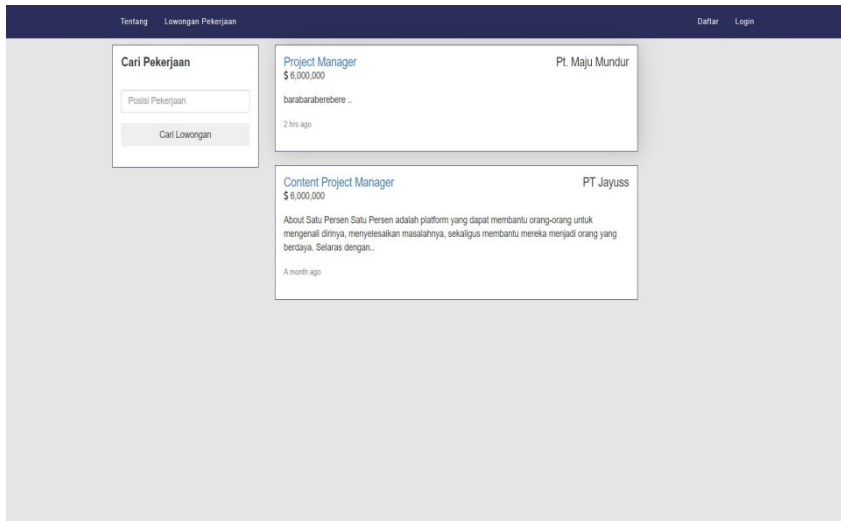 Tentang Lowongan Pekerjaan Daftar Login
Cari Pekerjaan
Posisi Pekerjaan
Cari Lowongan
Project Manager Pt. Maju Mundur
$ 6,000,000
barabaraberebere ..
2 hrs ago
Content Project Manager PT Jayuss
$ 6,000,000
About Satu Persen Satu Persen adalah platform yang dapat membantu orang-orang untuk
mengenali dirinya, menyelesaikan masalahnya, sekaligus membantu mereka menjadi orang yang
berdaya. Selaras dengan..
A month ago